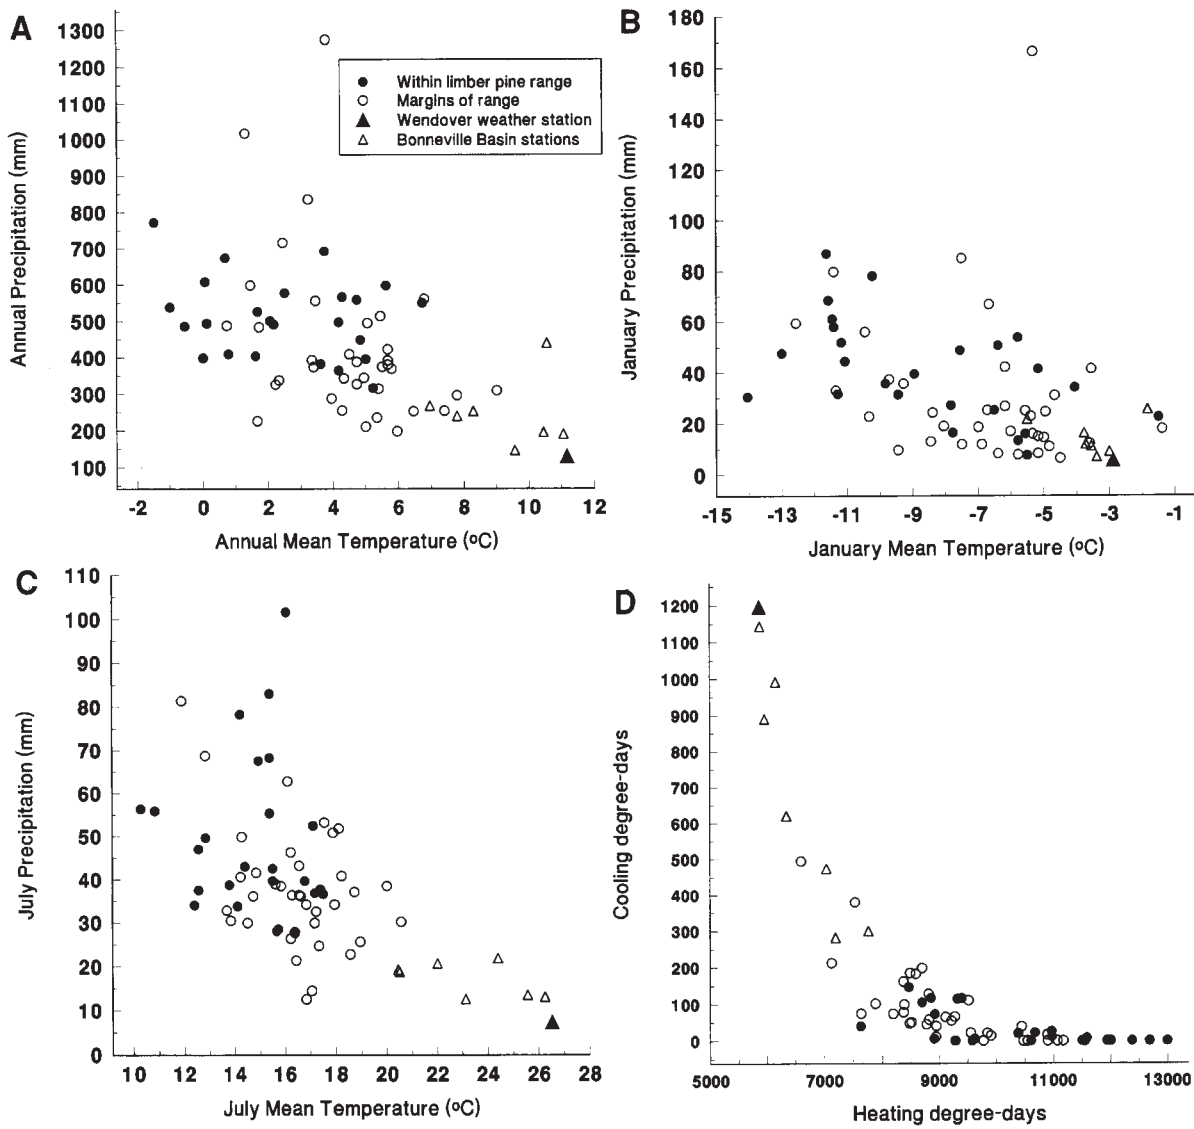 A
1300
1200
1000
900
800
700
600
500
400
300
200
100
-2 0 2 4 6 8 10 12
Annual Precipitation (mm)
Annual Mean Temperature (ºC)
Within limber pine range
Margins of range
Wendover weather station
Bonneville Basin stations
B
180
160
140
120
100
80
60
40
20
0
-15 -13 -11 -9 -7 -5 -3 -1
January Precipitation (mm)
January Mean Temperature (ºC)
C
110
100
90
80
70
60
50
40
30
20
10
0
10 12 14 16 18 20 22 24 26 28
July Precipitation (mm)
July Mean Temperature (ºC)
D
1200
1100
1000
900
800
700
600
500
400
300
200
100
0
5000 7000 9000 11000 13000
Cooling degree-days
Heating degree-days